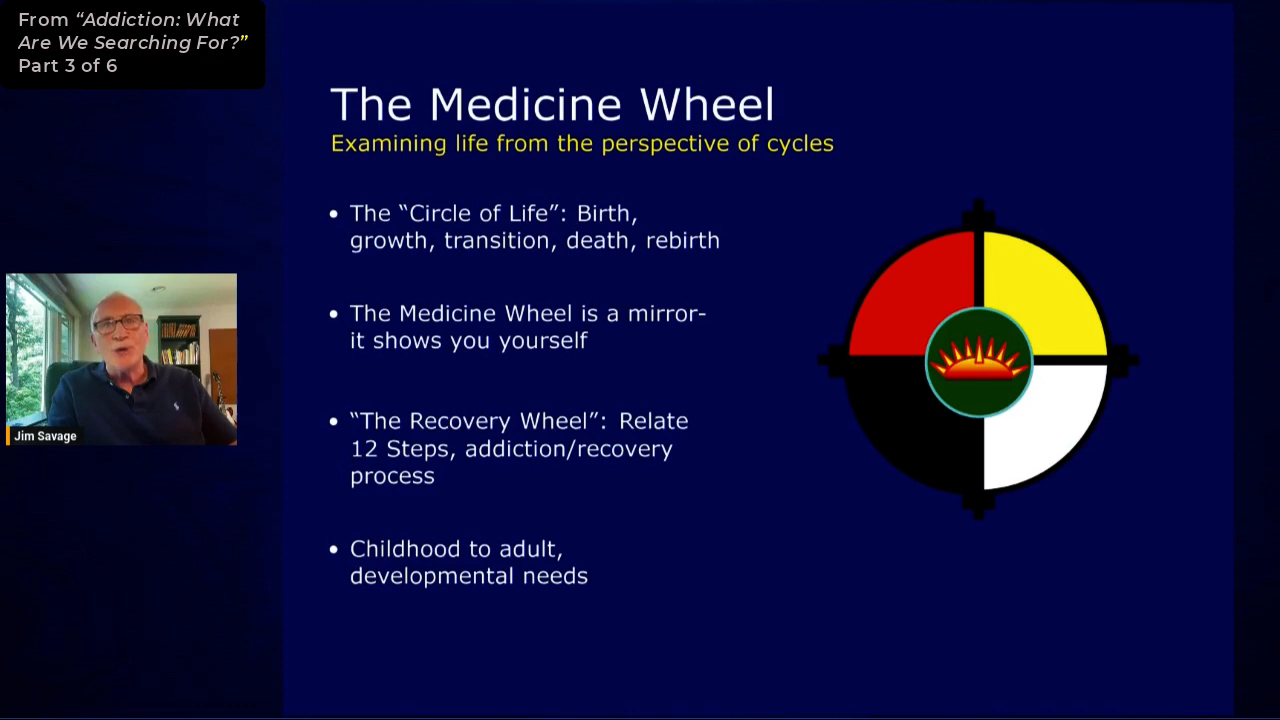 From “Addiction: What
Are We Searching For?”
Part 3 of 6
The Medicine Wheel
Examining life from the perspective of cycles
• The “Circle of Life”: Birth,
growth, transition, death, rebirth
• The Medicine Wheel is a mirror-
it shows you yourself
• “The Recovery Wheel”: Relate
12 Steps, addiction/recovery
process
• Childhood to adult,
developmental needs
Jim Savage